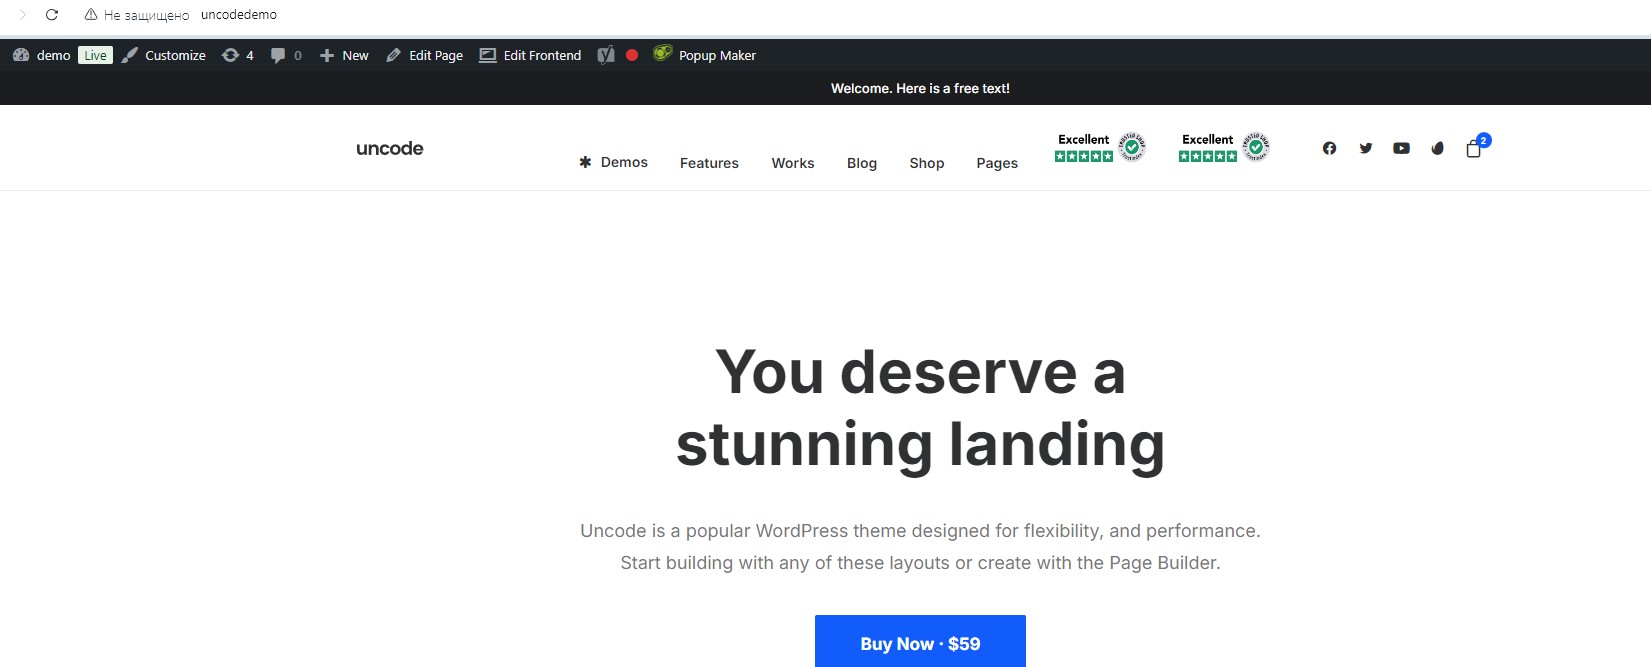 Не защищено uncodedemo
demo Live Customize 4 0 New Edit Page Edit Frontend Popup Maker
Welcome. Here is a free text!
uncode
Demos Features Works Blog Shop Pages
Excellent
Excellent
2
You deserve a
stunning landing
Uncode is a popular WordPress theme designed for flexibility, and performance.
Start building with any of these layouts or create with the Page Builder.
Buy Now · $59